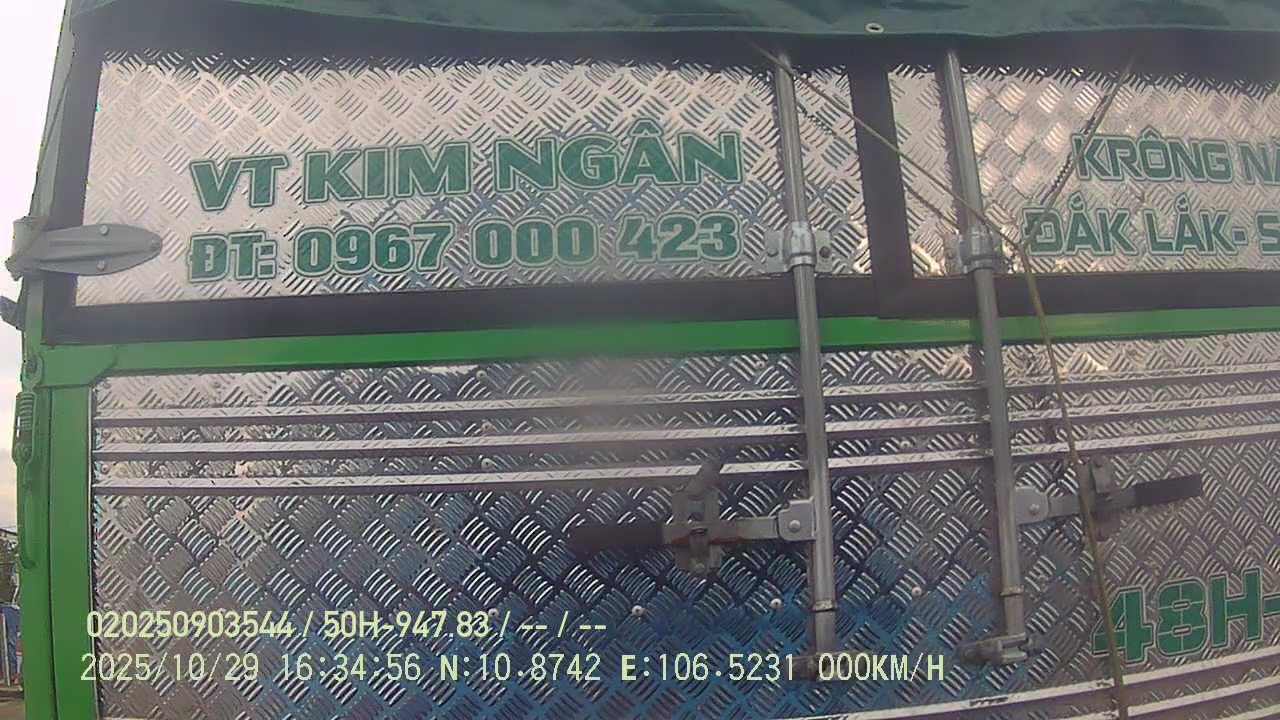 VT KIM NGÂN
ĐT: 0967 000 423
KRÔNG
ĐẮK LẮK-
48H-
020250903544 / 50H-947.83 / -- / --
2025/10/29 16:34:56 N:10.8742 E:106.5231 000KM/H